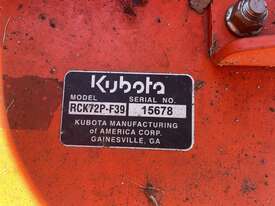 Kubota
MODEL SERIAL NO.
RCK72P-F39 15678
KUBOTA MANUFACTURING
of AMERICA CORP.
GAINESVILLE, GA